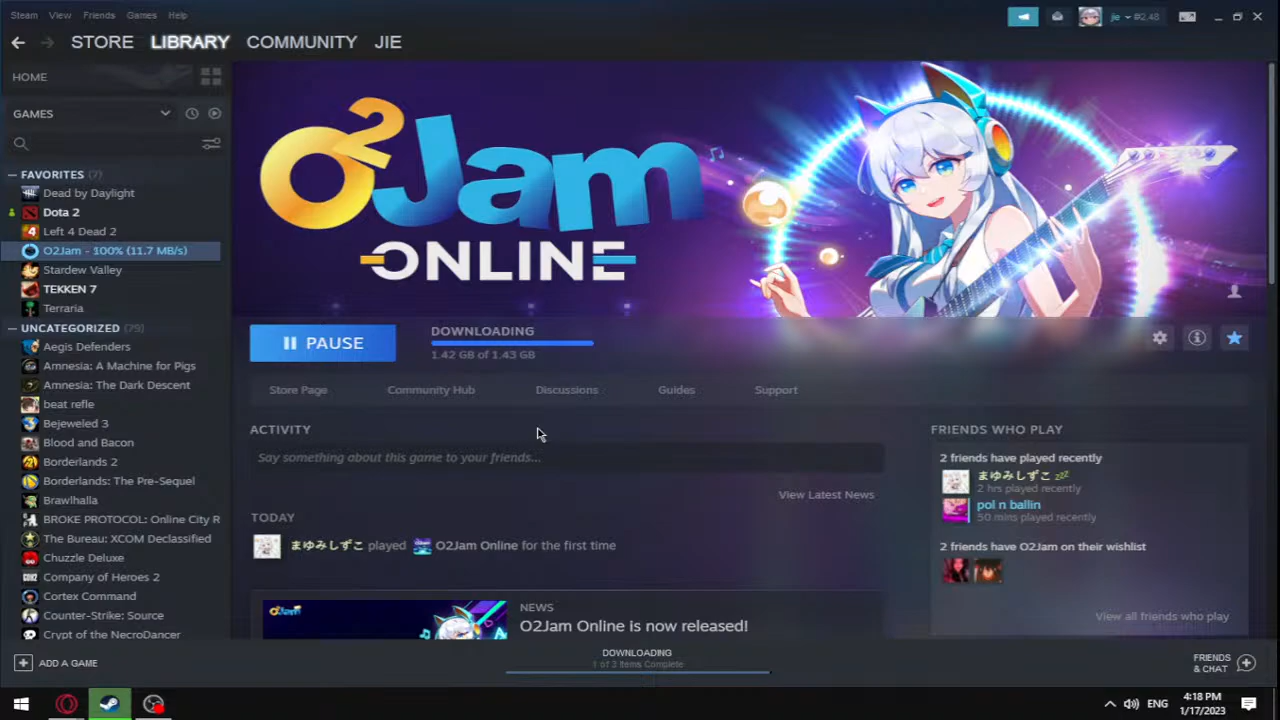 Steam View Friends Games Help
jie #2.48
STORE LIBRARY COMMUNITY JIE
HOME
GAMES
FAVORITES (7)
Dead by Daylight
Dota 2
Left 4 Dead 2
O2Jam - 100% (11.7 MB/s)
Stardew Valley
TEKKEN 7
Terraria
UNCATEGORIZED (79)
Aegis Defenders
Amnesia: A Machine for Pigs
Amnesia: The Dark Descent
beat refle
Bejeweled 3
Blood and Bacon
Borderlands 2
Borderlands: The Pre-Sequel
Brawlhalla
BROKE PROTOCOL: Online City R
The Bureau: XCOM Declassified
Chuzzle Deluxe
Company of Heroes 2
Cortex Command
Counter-Strike: Source
Crypt of the NecroDancer
ADD A GAME
O2Jam
ONLINE
PAUSE
DOWNLOADING
1.42 GB of 1.43 GB
Store Page Community Hub Discussions Guides Support
ACTIVITY
Say something about this game to your friends...
View Latest News
TODAY
まゆみしずこ played O2Jam Online for the first time
O2Jam
NEWS
O2Jam Online is now released!
FRIENDS WHO PLAY
2 friends have played recently
まゆみしずこ zzz
2 hrs played recently
pol n ballin
50 mins played recently
2 friends have O2Jam on their wishlist
View all friends who play
DOWNLOADING
1 of 2 Items Complete
FRIENDS
& CHAT
ENG
4:18 PM
1/17/2023